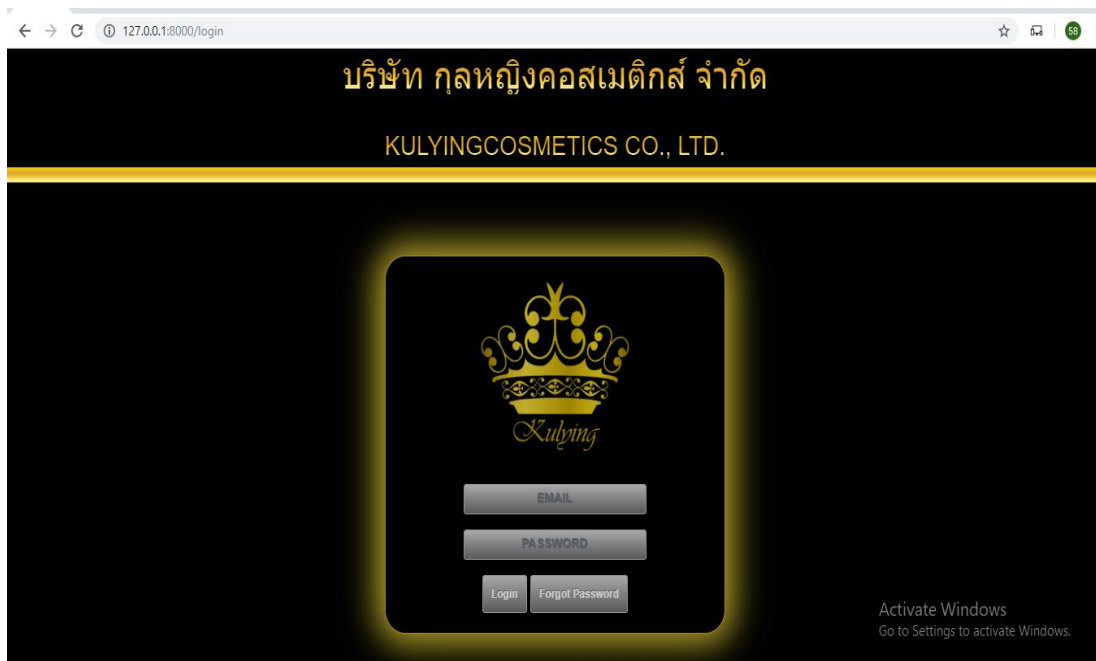 127.0.0.1:8000/login
58
บริษัท กุลหญิงคอสเมติกส์ จำกัด
KULYINGCOSMETICS CO., LTD.
Kulying
EMAIL
PASSWORD
Login Forgot Password
Activate Windows
Go to Settings to activate Windows.